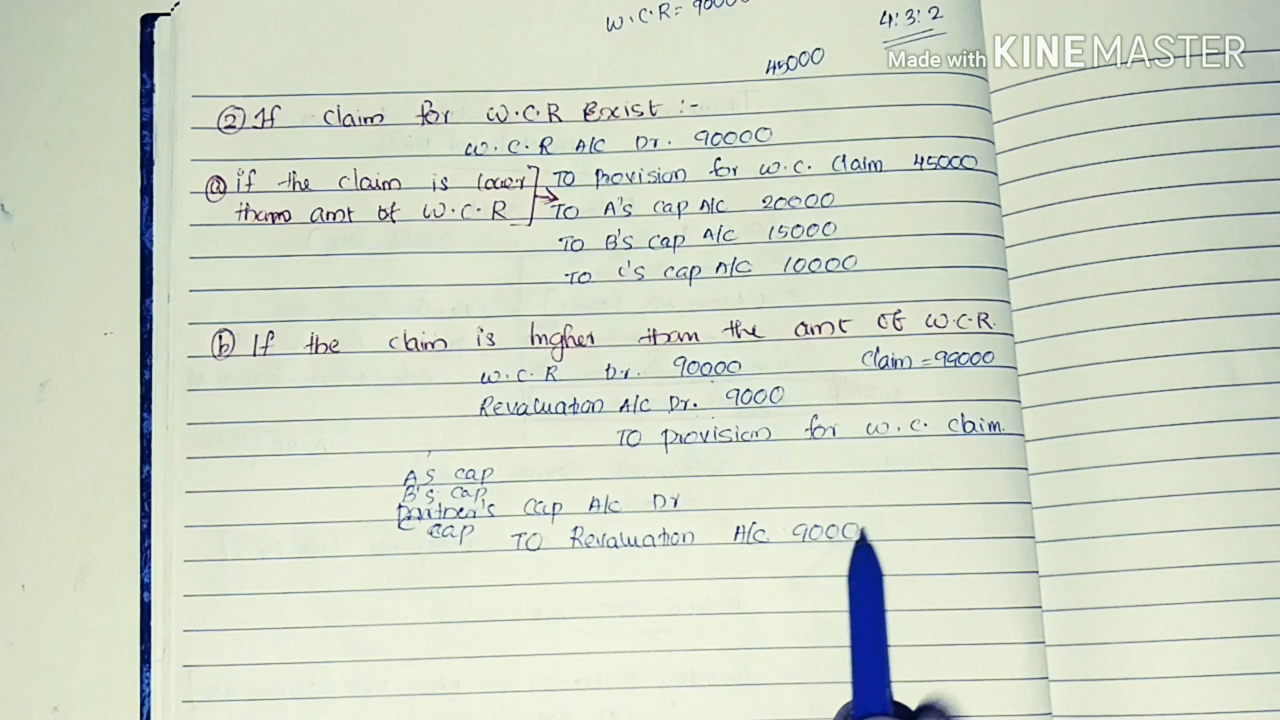 W.C.R = 9000
4:3:2
Made with KINEMASTER
45000
② If claim for W.C.R Exist :-
W.C.R A/C Dr. 90000
ⓐ if the claim is lower TO provision for W.C. Claim 45000
than amt of W.C.R TO A's cap A/C 20000
TO B's cap A/C 15000
TO C's cap A/C 10000
ⓑ If the claim is higher than the amt of W.C.R.
W.C.R Dr. 90000 Claim = 99000
Revaluation A/C Dr. 9000
TO provision for W.C. claim.
A's cap
B's cap
Partner's cap A/C Dr
C cap TO Revaluation A/C 9000